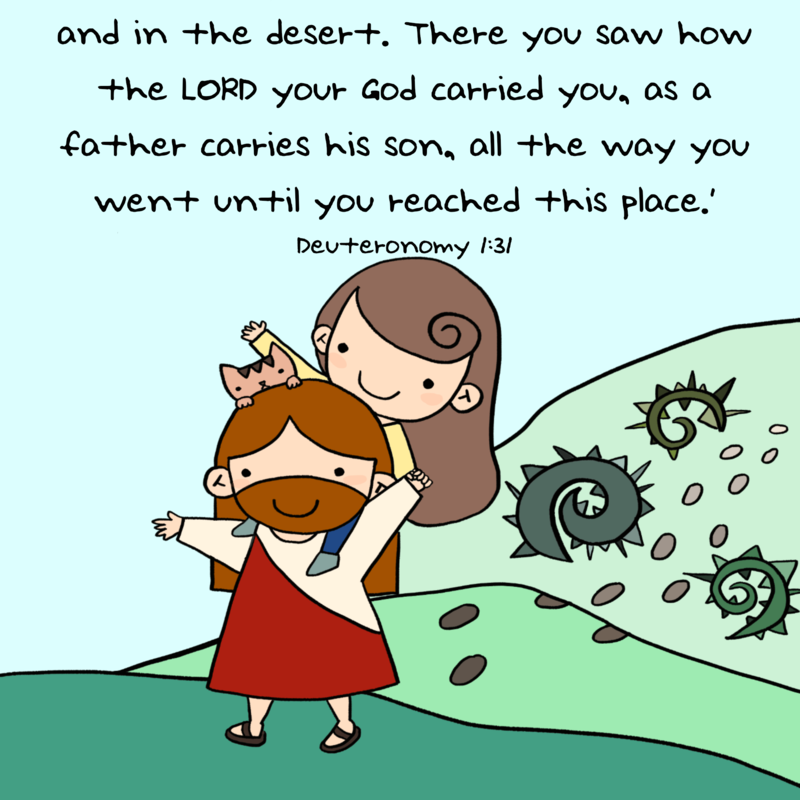 and in the desert. There you saw how
the LORD your God carried you, as a
father carries his son, all the way you
went until you reached this place.'
Deuteronomy 1:31